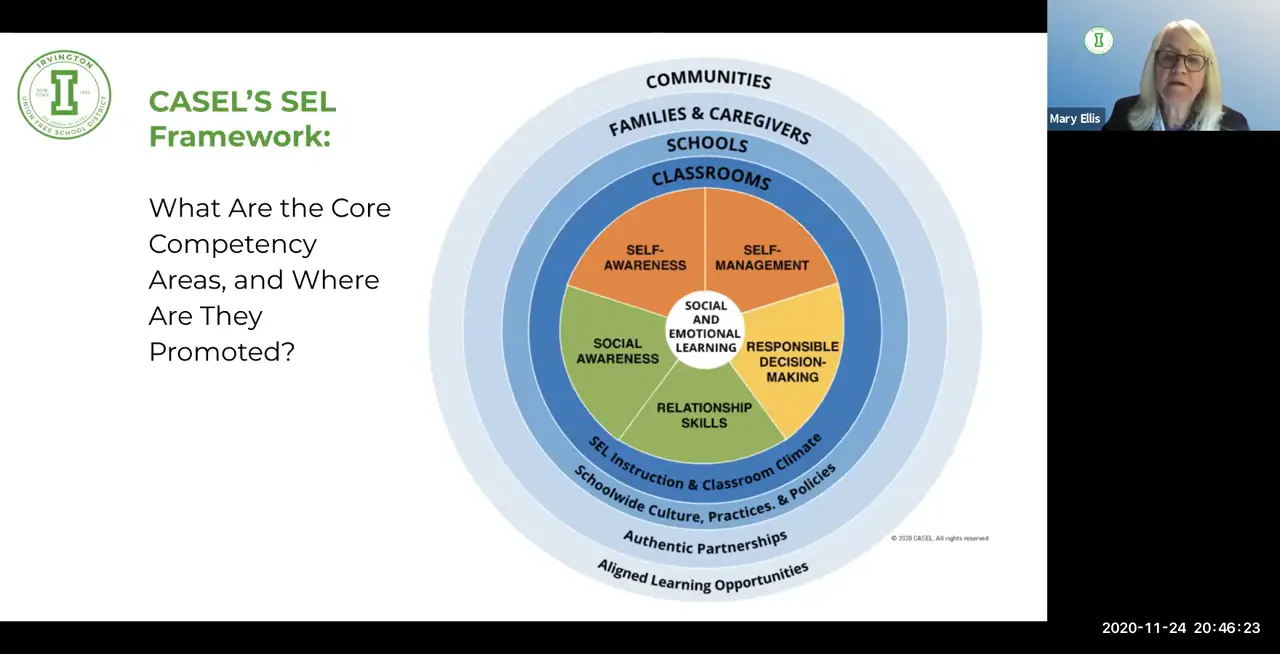 IRVINGTON
I
UNION FREE SCHOOL DISTRICT
CASEL'S SEL
Framework:
What Are the Core
Competency
Areas, and Where
Are They
Promoted?
COMMUNITIES
FAMILIES & CAREGIVERS
SCHOOLS
CLASSROOMS
SELF-
AWARENESS
SELF-
MANAGEMENT
SOCIAL
AND
EMOTIONAL
LEARNING
SOCIAL
AWARENESS
RESPONSIBLE
DECISION-
MAKING
RELATIONSHIP
SKILLS
SEL Instruction & Classroom Climate
Schoolwide Culture, Practices. & Policies
Authentic Partnerships
Aligned Learning Opportunities
© 2020 CASEL. All rights reserved
I
Mary Ellis
2020-11-24 20:46:23